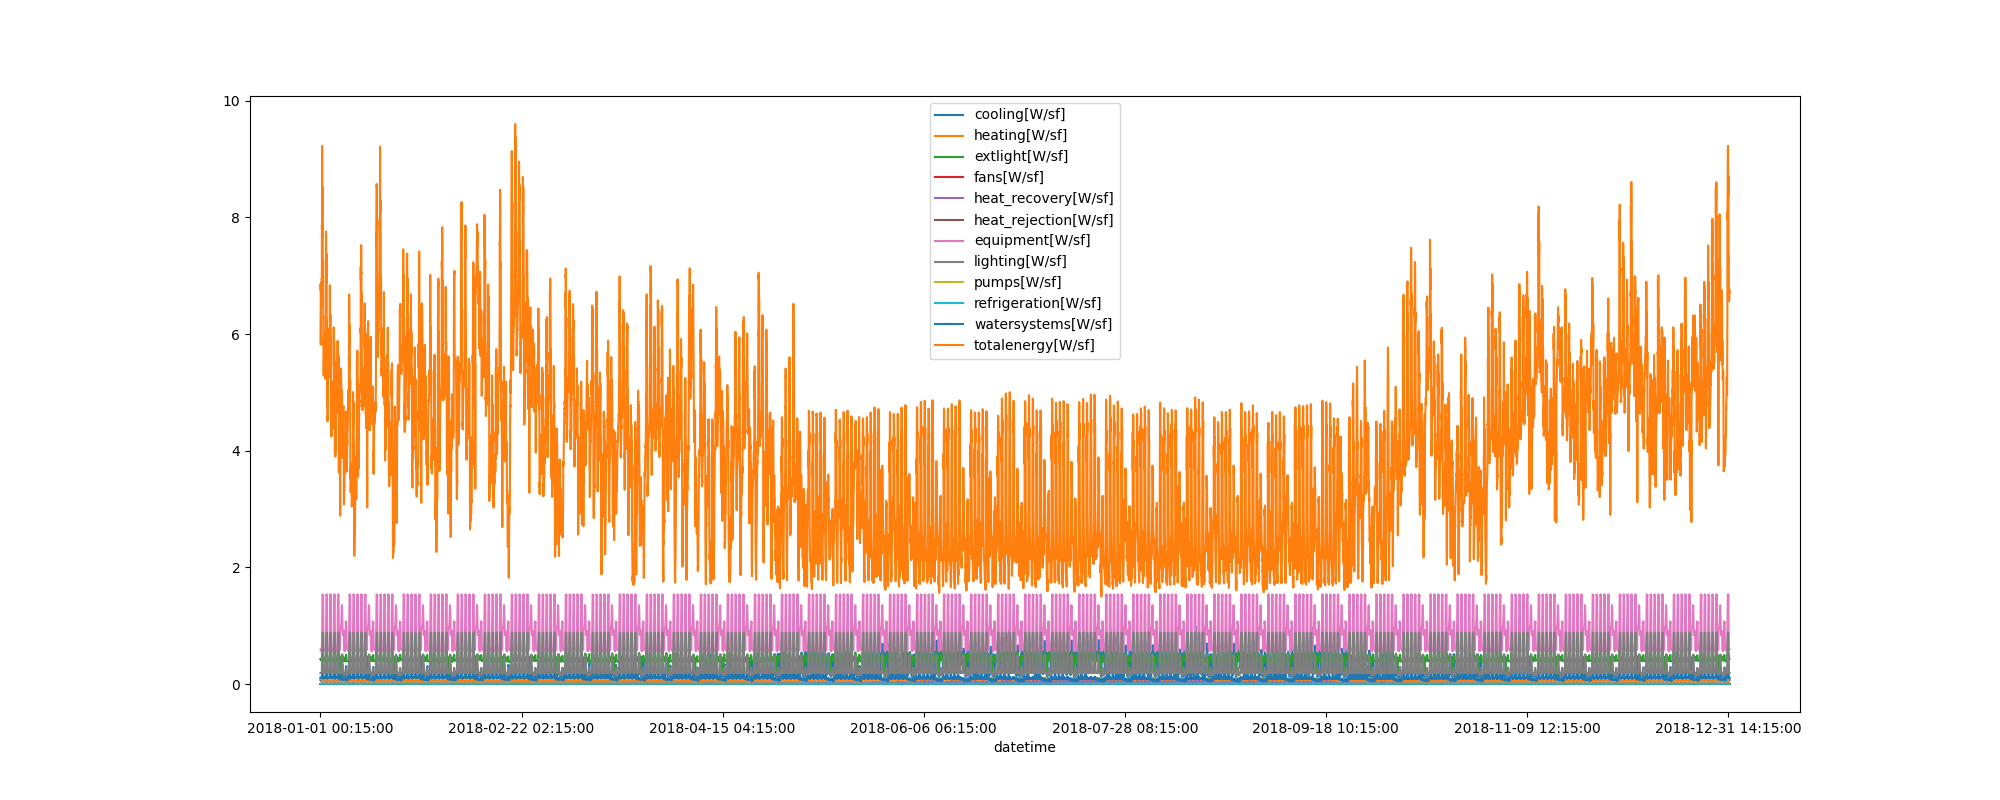 10
8
6
4
2
0
cooling[W/sf]
heating[W/sf]
extlight[W/sf]
fans[W/sf]
heat_recovery[W/sf]
heat_rejection[W/sf]
equipment[W/sf]
lighting[W/sf]
pumps[W/sf]
refrigeration[W/sf]
watersystems[W/sf]
totalenergy[W/sf]
2018-01-01 00:15:00
2018-02-22 02:15:00
2018-04-15 04:15:00
2018-06-06 06:15:00
2018-07-28 08:15:00
2018-09-18 10:15:00
2018-11-09 12:15:00
2018-12-31 14:15:00
datetime